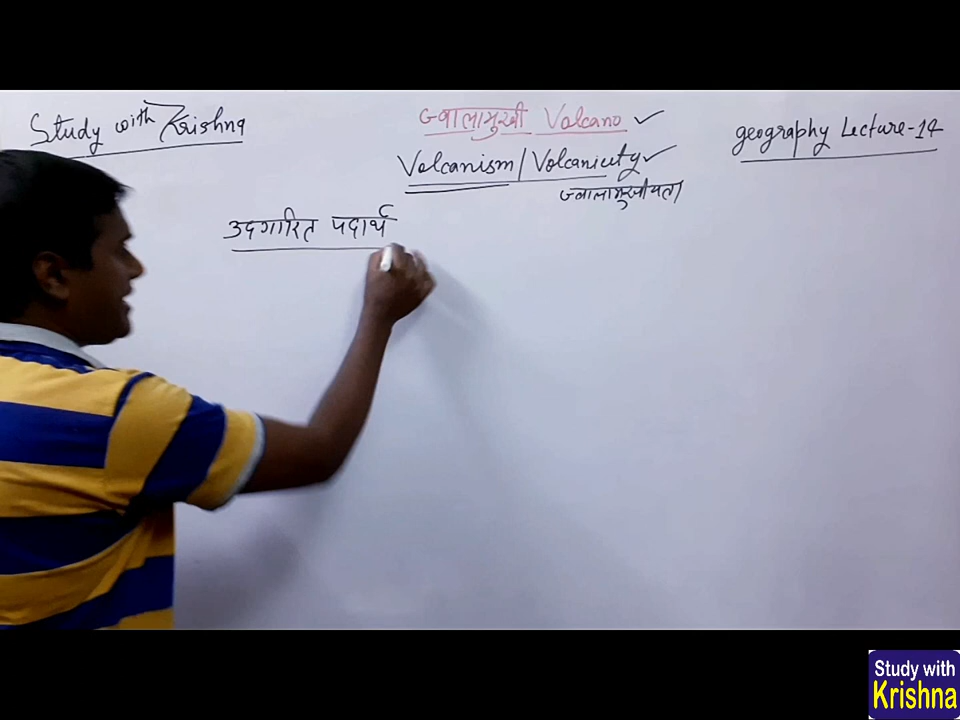 Study with Krishna
ज्वालामुखी Volcano ✓
Volcanism / Volcanicity ✓
ज्वालामुखीयता
geography Lecture-14
उदगारित पदार्थ
Study with
Krishna